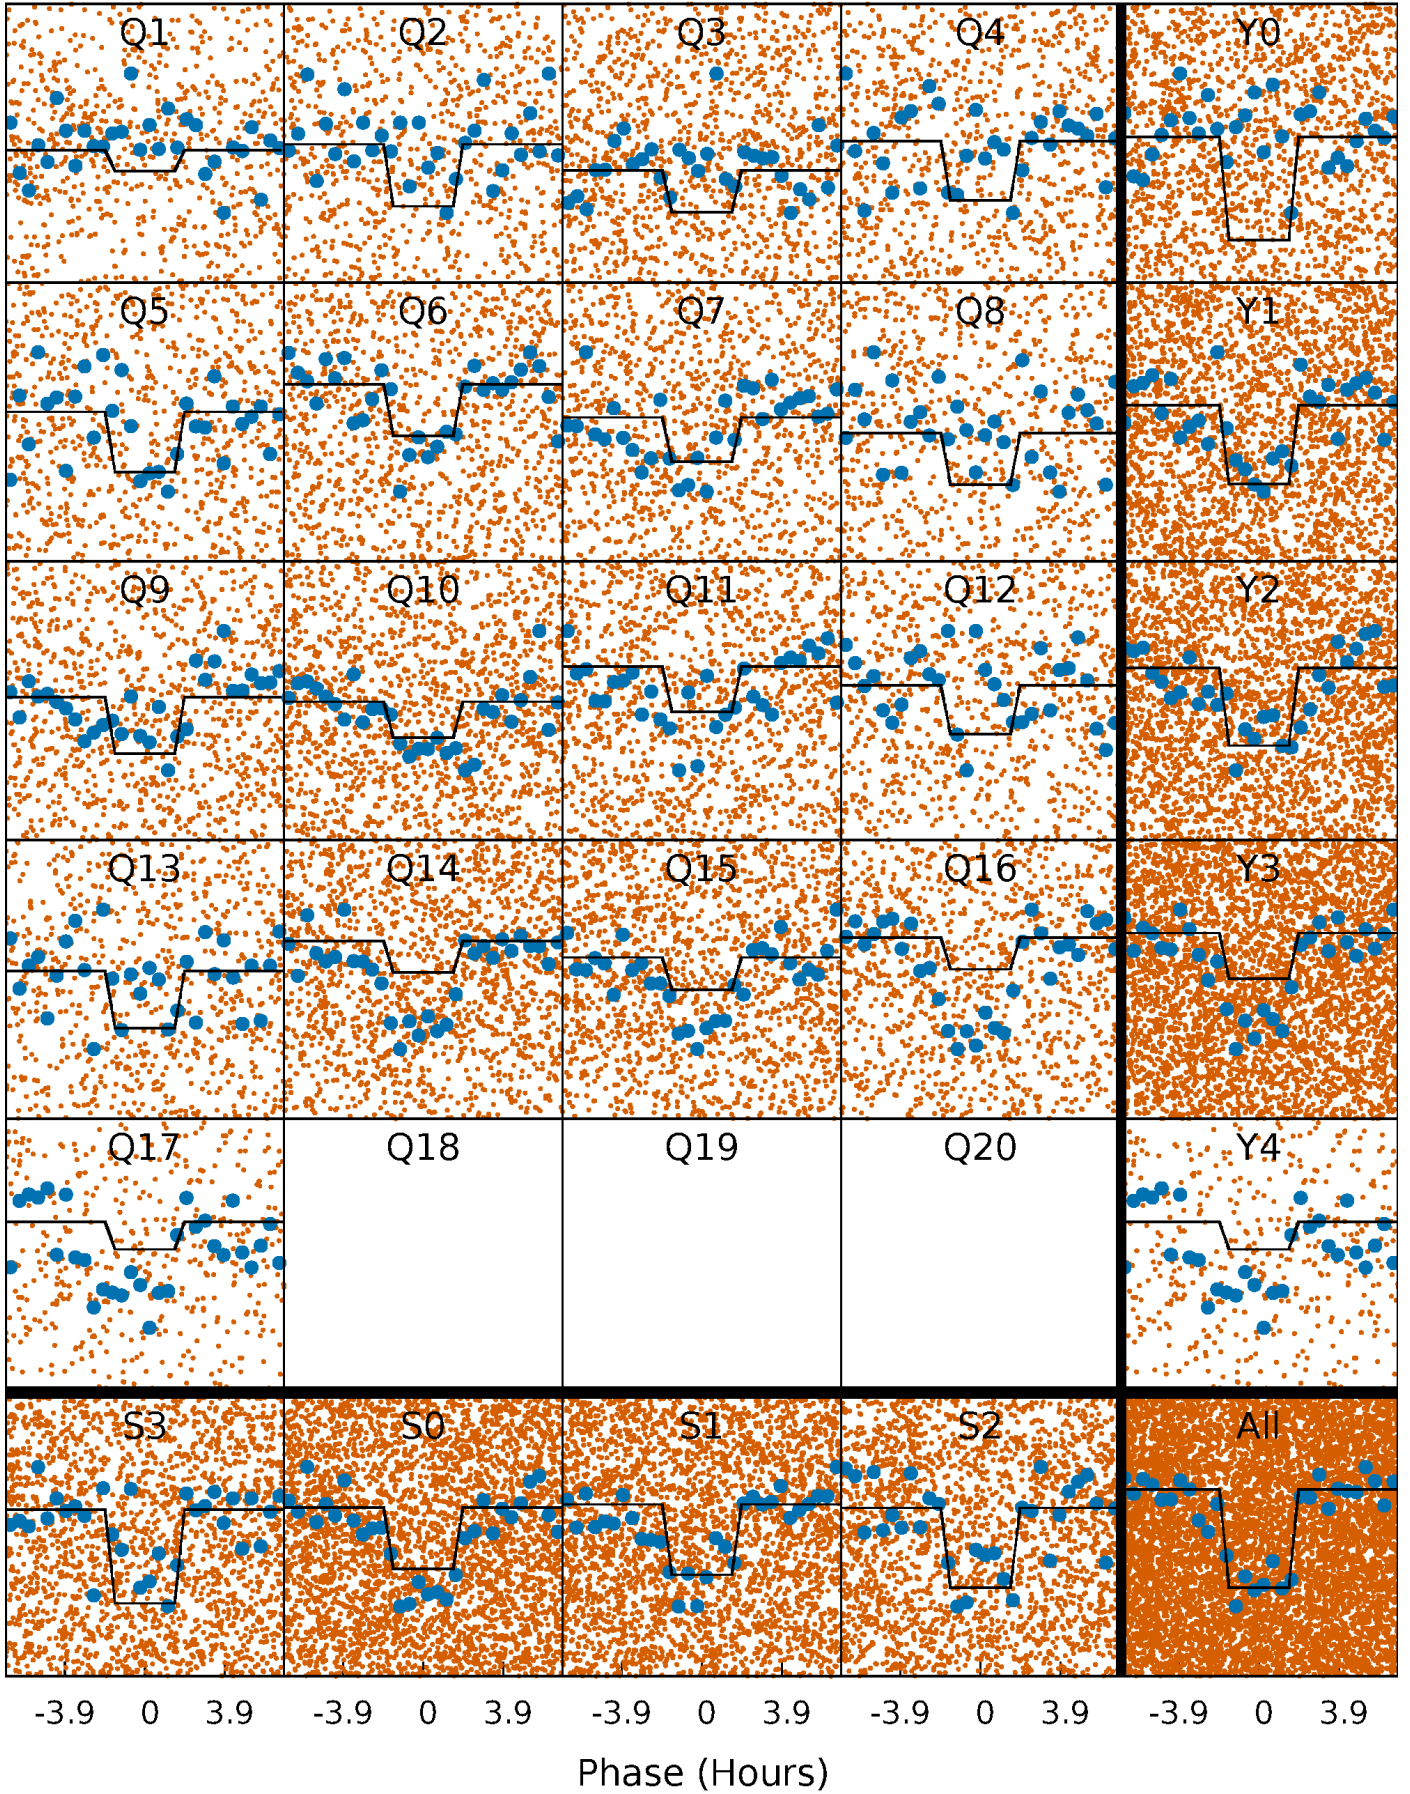 Q1 Q2 Q3 Q4 Y0
Q5 Q6 Q7 Q8 Y1
Q9 Q10 Q11 Q12 Y2
Q13 Q14 Q15 Q16 Y3
Q17 Q18 Q19 Q20 Y4
S3 S0 S1 S2 All
-3.9 0 3.9 -3.9 0 3.9 -3.9 0 3.9 -3.9 0 3.9 -3.9 0 3.9
Phase (Hours)